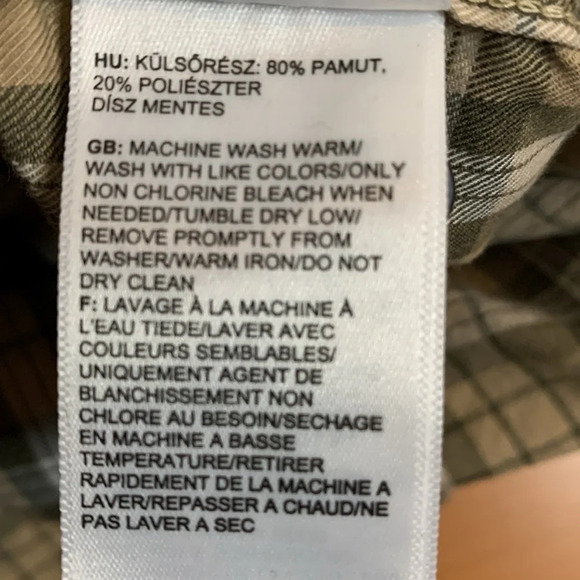 HU: KÜLSŐRÉSZ: 80% PAMUT,
20% POLIÉSZTER
DÍSZ MENTES
GB: MACHINE WASH WARM/
WASH WITH LIKE COLORS/ONLY
NON CHLORINE BLEACH WHEN
NEEDED/TUMBLE DRY LOW/
REMOVE PROMPTLY FROM
WASHER/WARM IRON/DO NOT
DRY CLEAN
F: LAVAGE À LA MACHINE À
L'EAU TIEDE/LAVER AVEC
COULEURS SEMBLABLES/
UNIQUEMENT AGENT DE
BLANCHISSEMENT NON
CHLORE AU BESOIN/SECHAGE
EN MACHINE A BASSE
TEMPERATURE/RETIRER
RAPIDEMENT DE LA MACHINE A
LAVER/REPASSER A CHAUD/NE
PAS LAVER A SEC